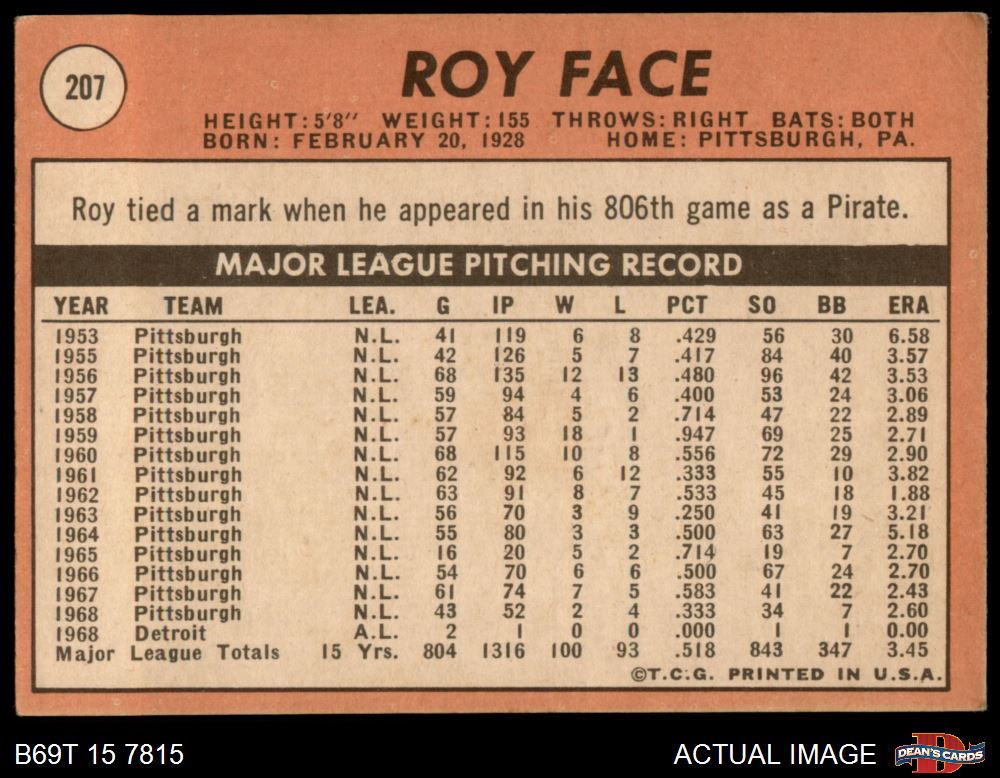 207
ROY FACE
HEIGHT: 5'8" WEIGHT: 155 THROWS: RIGHT BATS: BOTH
BORN: FEBRUARY 20, 1928 HOME: PITTSBURGH, PA.
Roy tied a mark when he appeared in his 806th game as a Pirate.
MAJOR LEAGUE PITCHING RECORD
YEAR TEAM LEA. G IP W L PCT SO BB ERA
1953 Pittsburgh N.L. 41 119 6 8 .429 56 30 6.58
1955 Pittsburgh N.L. 42 126 5 7 .417 84 40 3.57
1956 Pittsburgh N.L. 68 135 12 13 .480 96 42 3.53
1957 Pittsburgh N.L. 59 94 4 6 .400 53 24 3.06
1958 Pittsburgh N.L. 57 84 5 2 .714 47 22 2.89
1959 Pittsburgh N.L. 57 93 18 1 .947 69 25 2.71
1960 Pittsburgh N.L. 68 115 10 8 .556 72 29 2.90
1961 Pittsburgh N.L. 62 92 6 12 .333 55 10 3.82
1962 Pittsburgh N.L. 63 91 8 7 .533 45 18 1.88
1963 Pittsburgh N.L. 56 70 3 9 .250 41 19 3.21
1964 Pittsburgh N.L. 55 80 3 3 .500 63 27 5.18
1965 Pittsburgh N.L. 16 20 5 2 .714 19 7 2.70
1966 Pittsburgh N.L. 54 70 6 6 .500 67 24 2.70
1967 Pittsburgh N.L. 61 74 7 5 .583 41 22 2.43
1968 Pittsburgh N.L. 43 52 2 4 .333 34 7 2.60
1968 Detroit A.L. 2 1 0 0 .000 1 1 0.00
Major League Totals 15 Yrs. 804 1316 100 93 .518 843 347 3.45
©T.C.G. PRINTED IN U.S.A.
B69T 15 7815 ACTUAL IMAGE DEAN'S CARDS